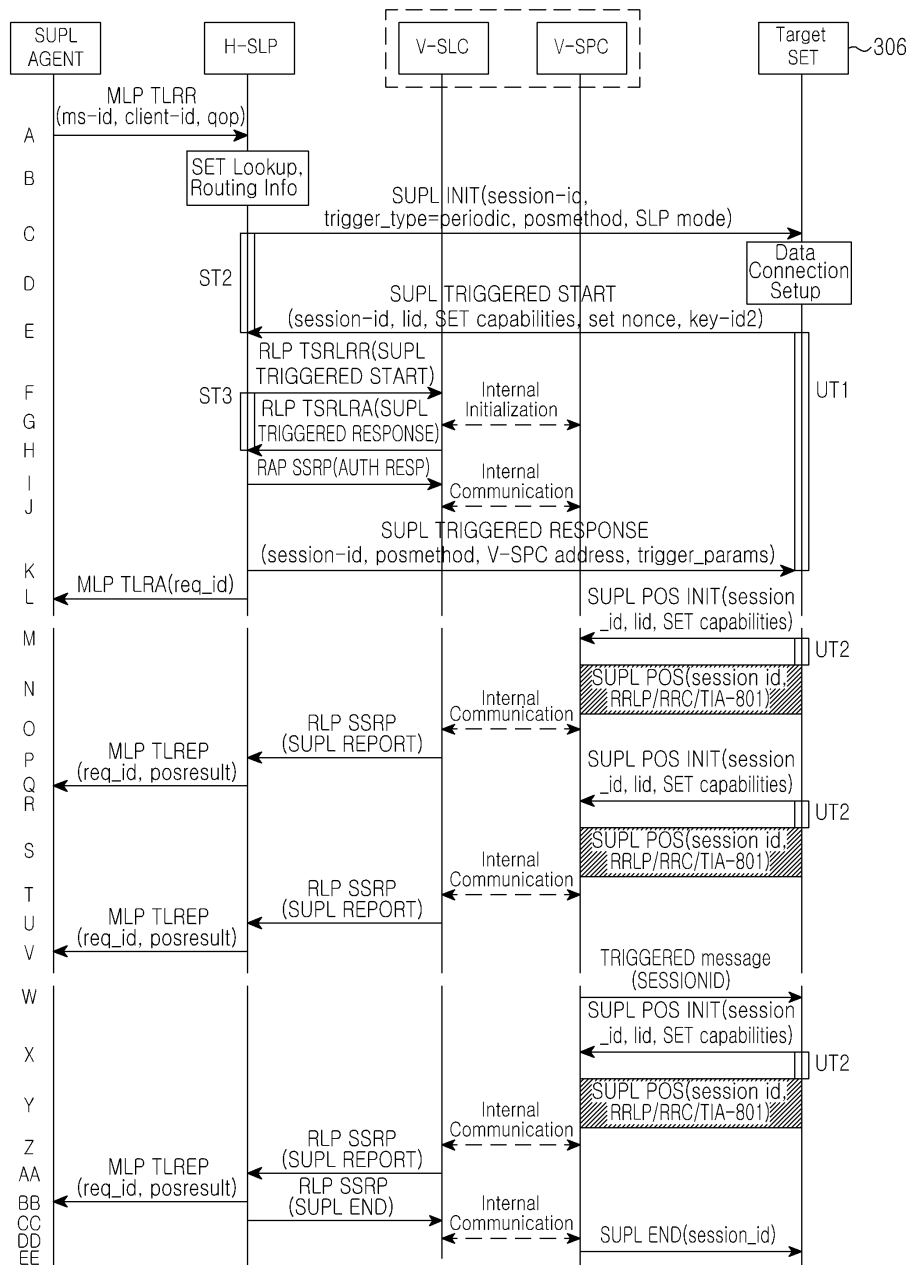 SUPL
AGENT
H-SLP
V-SLC
V-SPC
Target
SET
306
MLP TLRR
(ms-id, client-id, qop)
A
SET Lookup,
Routing Info
B
SUPL INIT(session-id,
trigger_type=periodic, posmethod, SLP mode)
C
Data
Connection
Setup
ST2
D
SUPL TRIGGERED START
(session-id, lid, SET capabilities, set nonce, key-id2)
E
RLP TSRLRR(SUPL
TRIGGERED START)
UT1
F
ST3
Internal
Initialization
RLP TSRLRA(SUPL
TRIGGERED RESPONSE)
G
H
RAP SSRP(AUTH RESP)
I
Internal
Communication
J
SUPL TRIGGERED RESPONSE
(session-id, posmethod, V-SPC address, trigger_params)
K
MLP TLRA(req_id)
L
SUPL POS INIT(session
_id, lid, SET capabilities)
M
UT2
SUPL POS(session id,
RRLP/RRC/TIA-801)
N
Internal
Communication
O
RLP SSRP
(SUPL REPORT)
P
MLP TLREP
(req_id, posresult)
Q
SUPL POS INIT(session
_id, lid, SET capabilities)
R
UT2
SUPL POS(session id,
RRLP/RRC/TIA-801)
S
Internal
Communication
T
RLP SSRP
(SUPL REPORT)
U
MLP TLREP
(req_id, posresult)
V
TRIGGERED message
(SESSIONID)
W
SUPL POS INIT(session
_id, lid, SET capabilities)
X
UT2
SUPL POS(session id,
RRLP/RRC/TIA-801)
Y
Internal
Communication
Z
RLP SSRP
(SUPL REPORT)
AA
MLP TLREP
(req_id, posresult)
BB
RLP SSRP
(SUPL END)
CC
Internal
Communication
DD
SUPL END(session_id)
EE